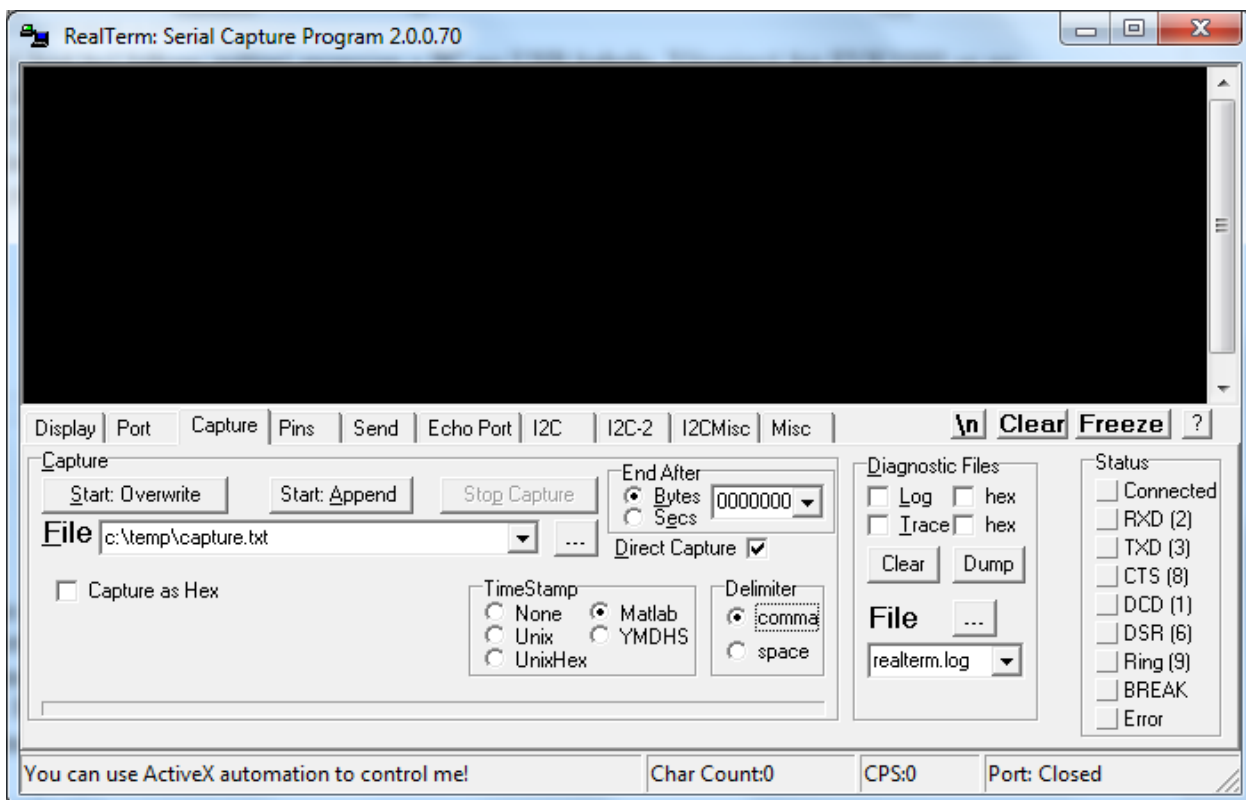 RealTerm: Serial Capture Program 2.0.0.70
Display Port Capture Pins Send Echo Port I2C I2C-2 I2CMisc Misc \n Clear Freeze ?
Capture
Start: Overwrite Start: Append Stop Capture
End After
Bytes 0000000
Secs
File c:\temp\capture.txt ...
Direct Capture
Capture as Hex
TimeStamp
None Matlab
Unix YMDHS
UnixHex
Delimiter
comma
space
Diagnostic Files
Log hex
Trace hex
Clear Dump
File ...
realterm.log
Status
Connected
RXD (2)
TXD (3)
CTS (8)
DCD (1)
DSR (6)
Ring (9)
BREAK
Error
You can use ActiveX automation to control me! Char Count:0 CPS:0 Port: Closed